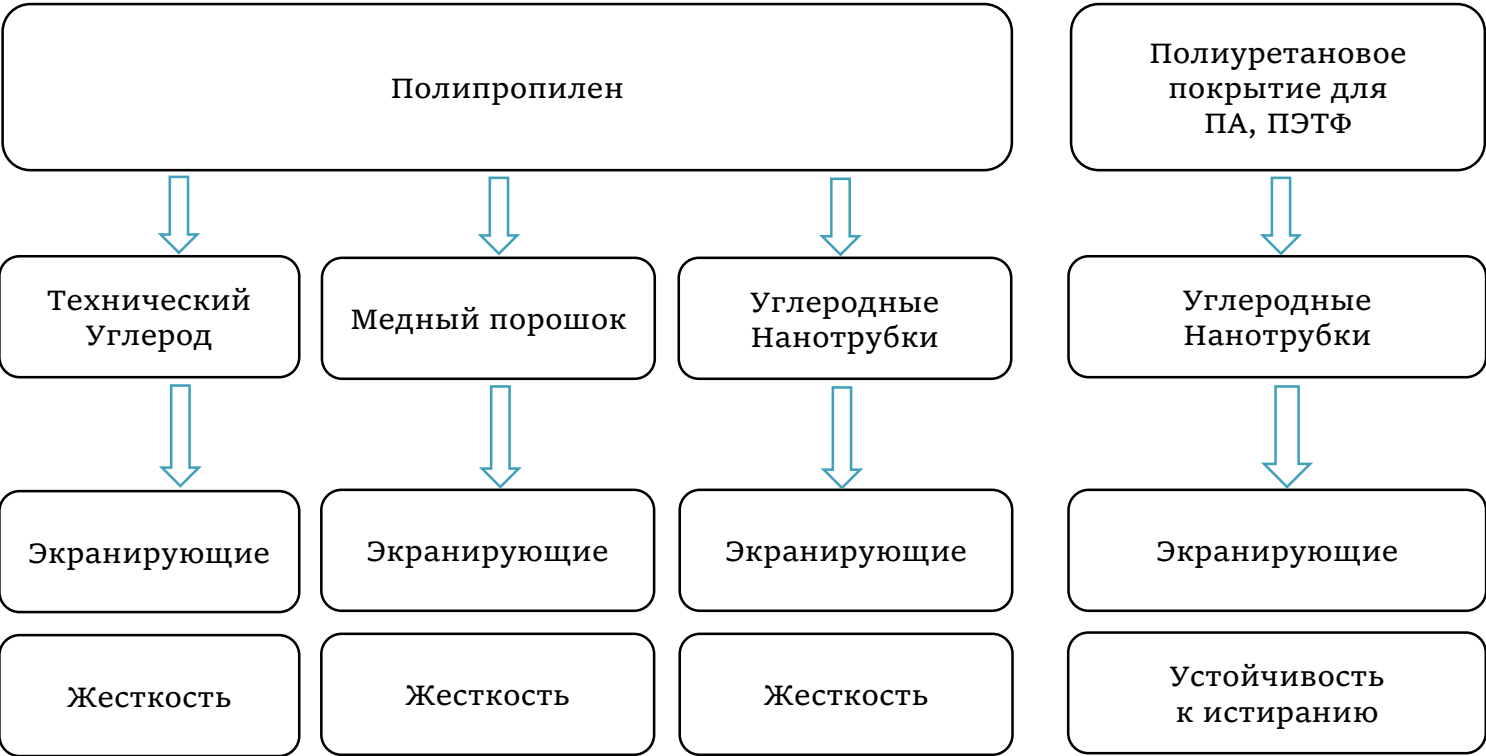 Полипропилен
Полиуретановое
покрытие для
ПА, ПЭТФ
Технический
Углерод
Медный порошок
Углеродные
Нанотрубки
Углеродные
Нанотрубки
Экранирующие
Экранирующие
Экранирующие
Экранирующие
Жесткость
Жесткость
Жесткость
Устойчивость
к истиранию